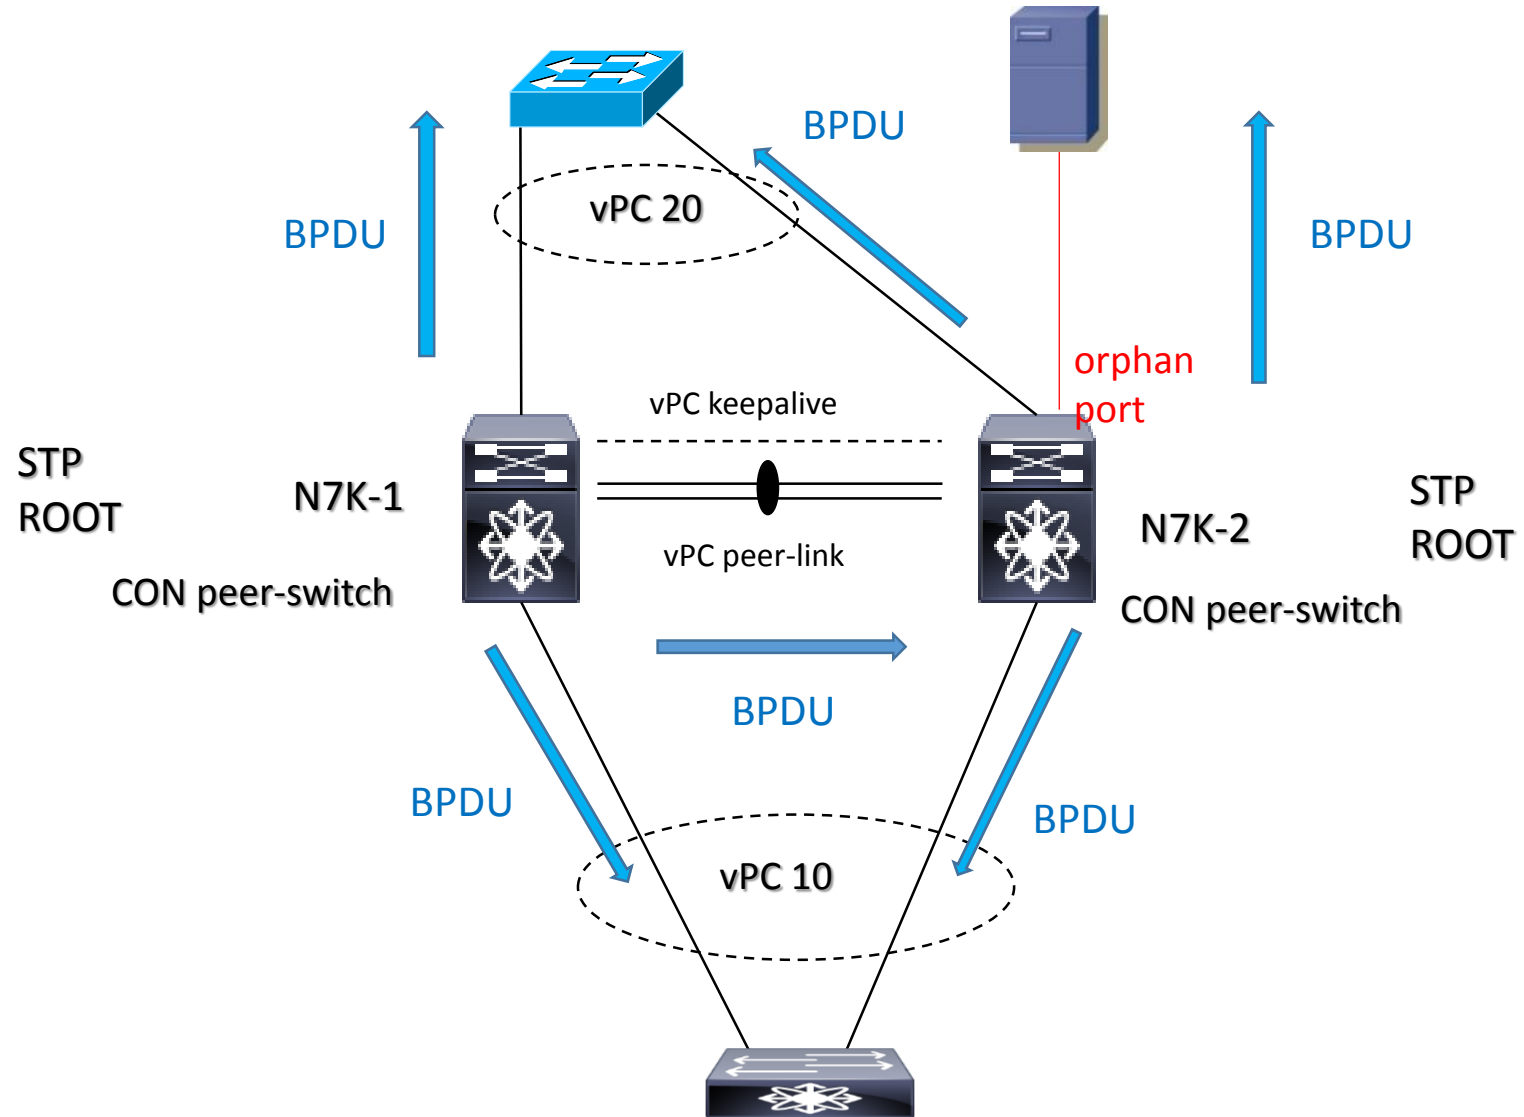 BPDU
vPC 20
BPDU
BPDU
orphan
port
vPC keepalive
STP
ROOT
N7K-1
vPC peer-link
N7K-2
STP
ROOT
CON peer-switch
CON peer-switch
BPDU
BPDU
BPDU
vPC 10